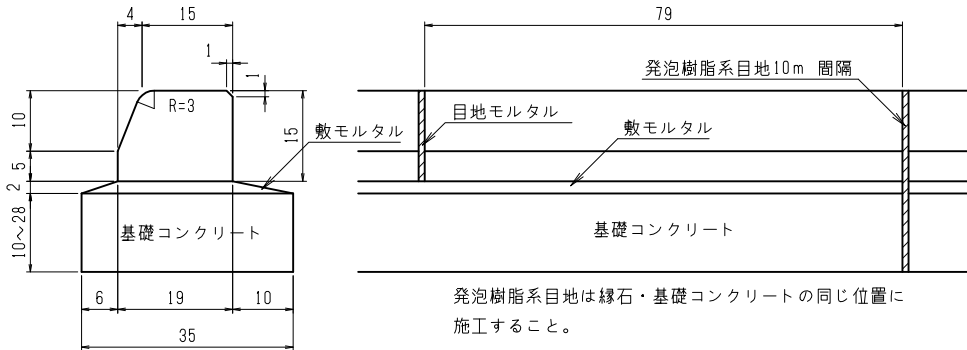 4
15
79
1
1
発泡樹脂系目地10m 間隔
R=3
目地モルタル
10
15
敷モルタル
敷モルタル
5
2
10～28
基礎コンクリート
基礎コンクリート
6
19
10
発泡樹脂系目地は縁石・基礎コンクリートの同じ位置に
施工すること。
35